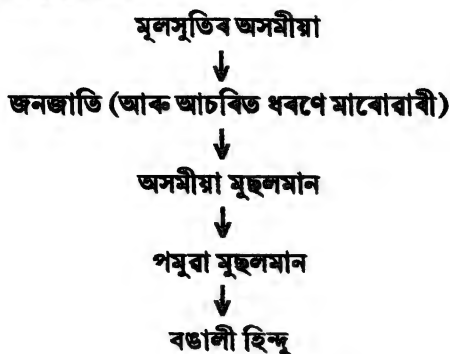 মূলসুতিৰ অসমীয়া
↓
জনজাতি (আৰু আচৰিত ধৰণে মাৰোৱাৰী)
↓
অসমীয়া মুছলমান
↓
পমুৱা মুছলমান
↓
বঙালী হিন্দু